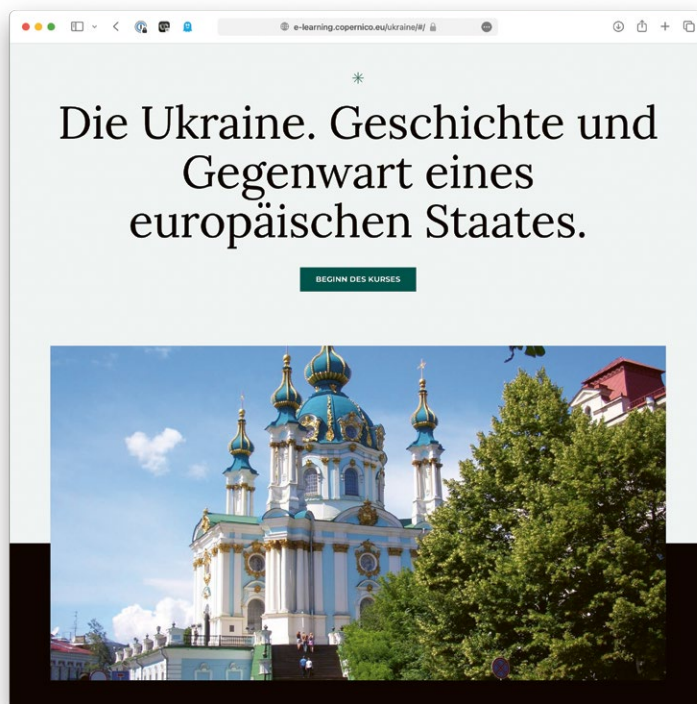 e-learning.copernico.eu/ukraine/#/
Die Ukraine. Geschichte und
Gegenwart eines
europäischen Staates.
BEGINN DES KURSES